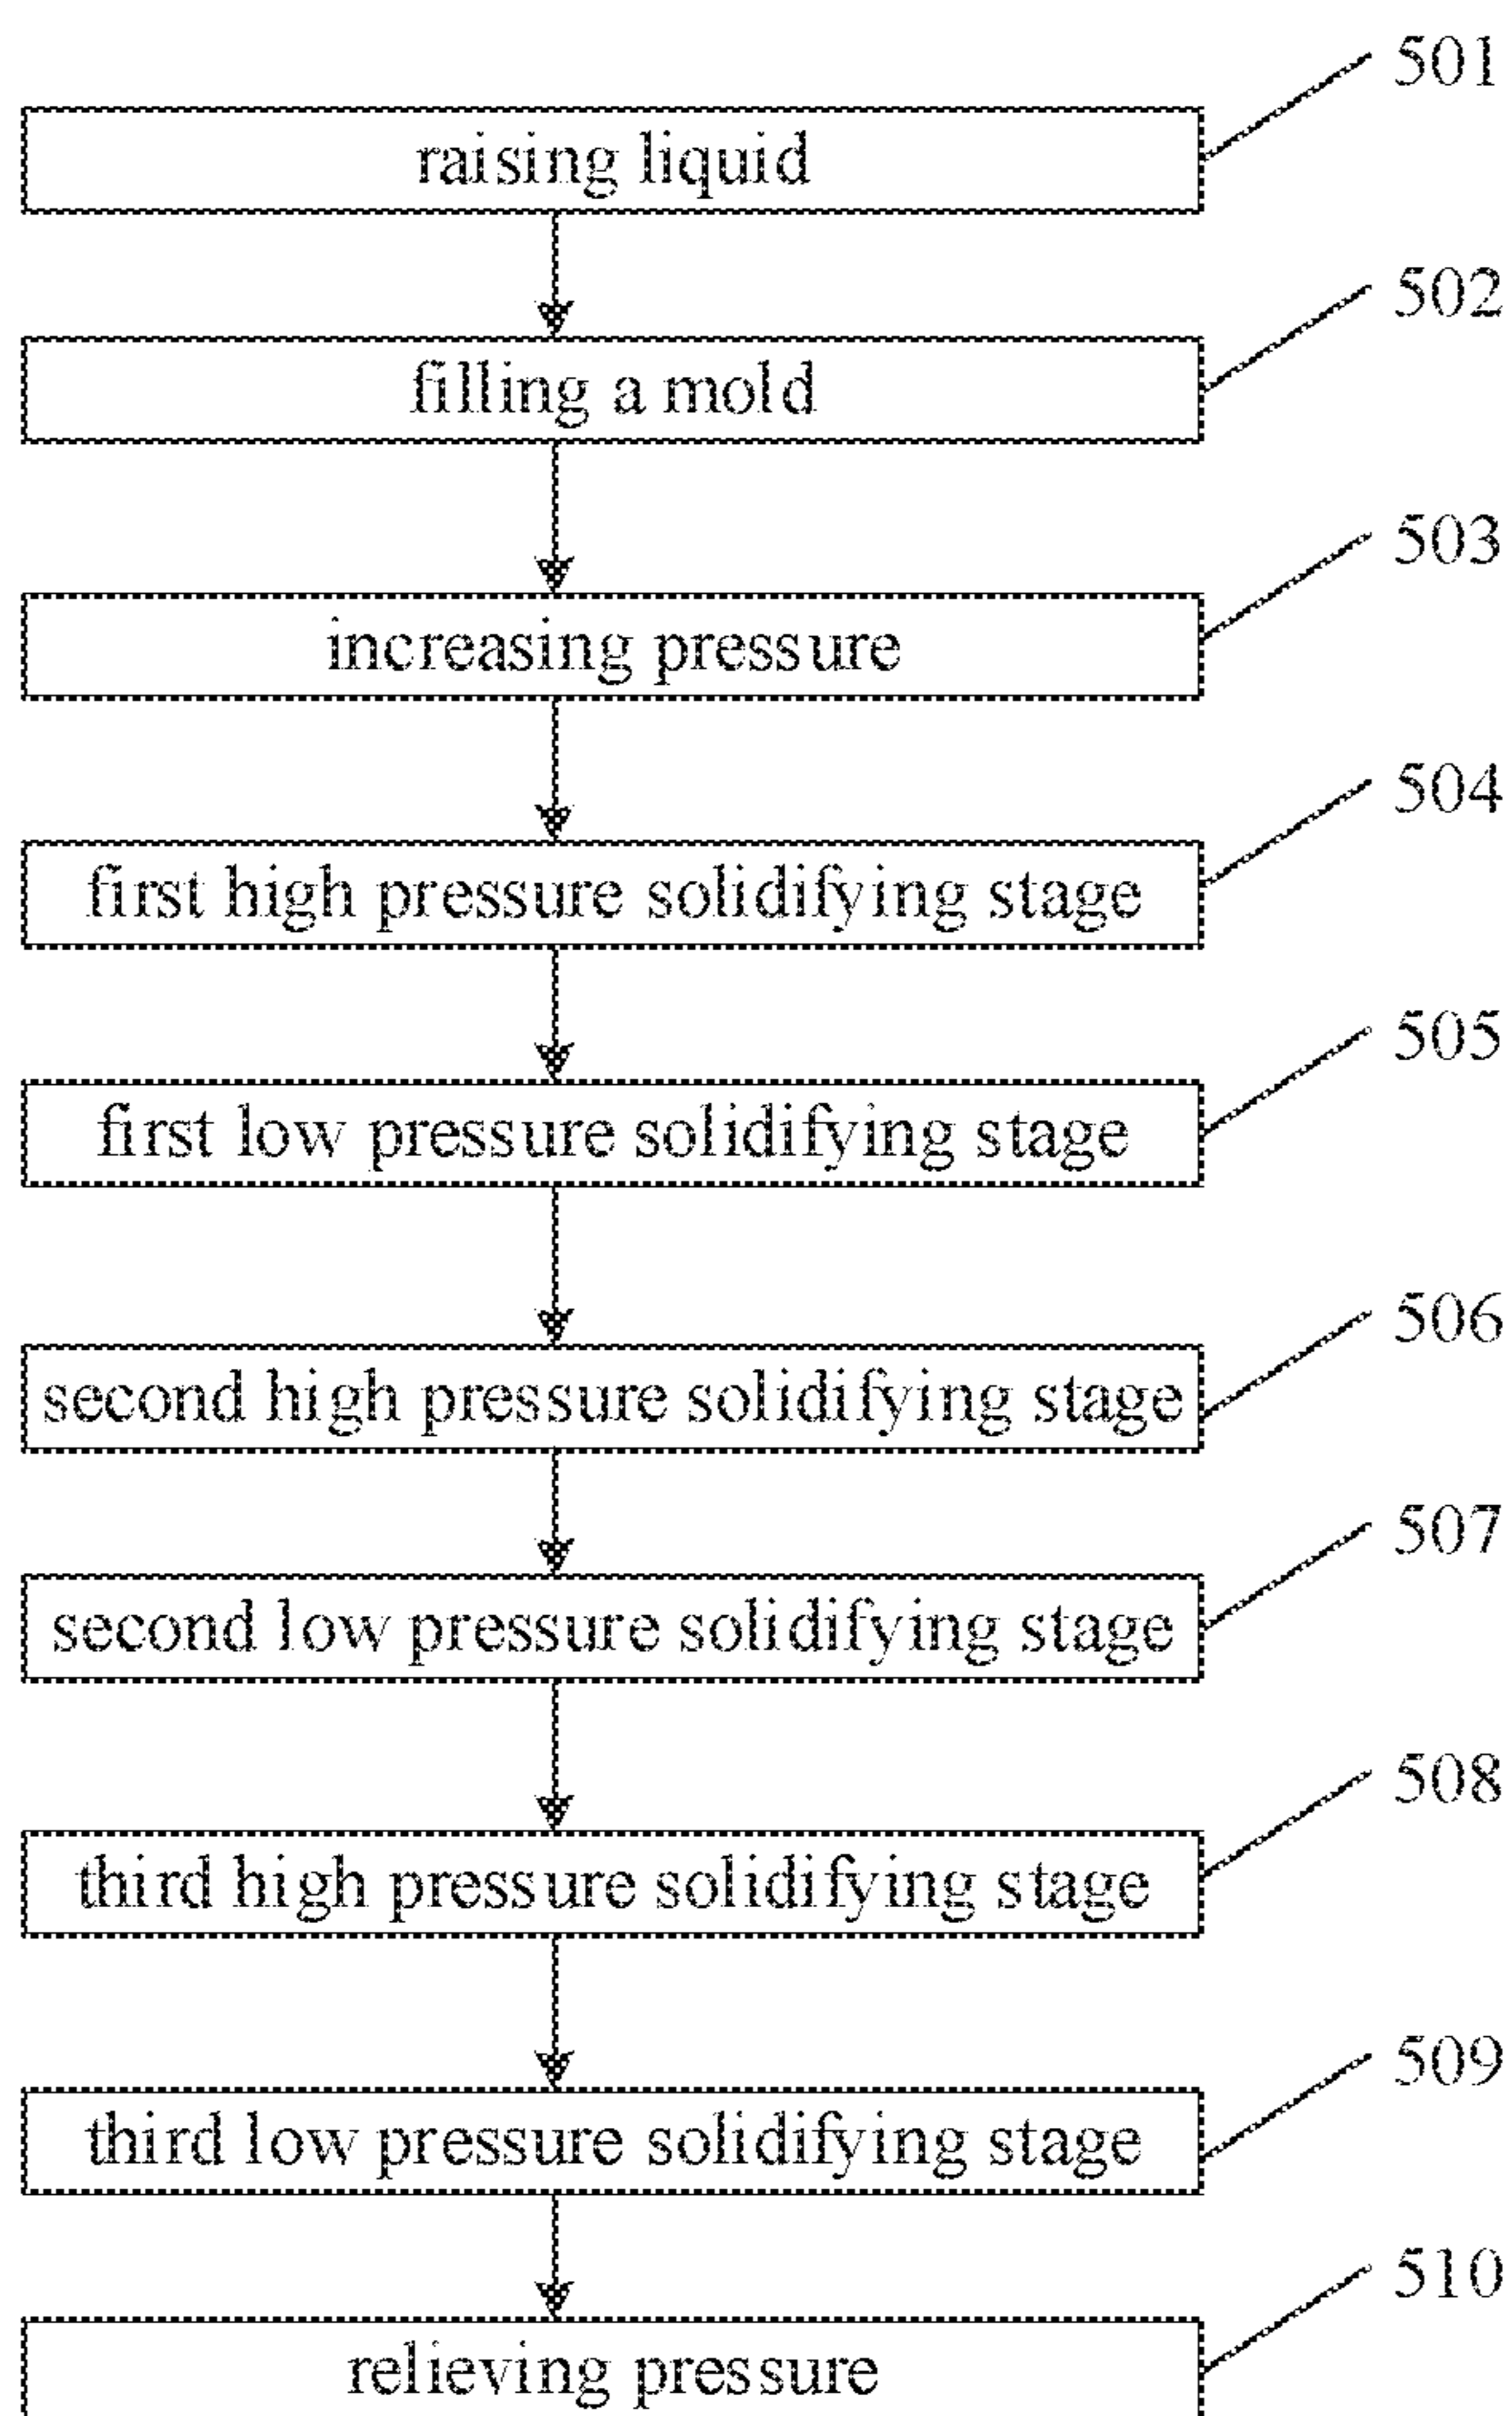 501
raising liquid
502
filling a mold
503
increasing pressure
504
first high pressure solidifying stage
505
first low pressure solidifying stage
506
second high pressure solidifying stage
507
second low pressure solidifying stage
508
third high pressure solidifying stage
509
third low pressure solidifying stage
510
relieving pressure